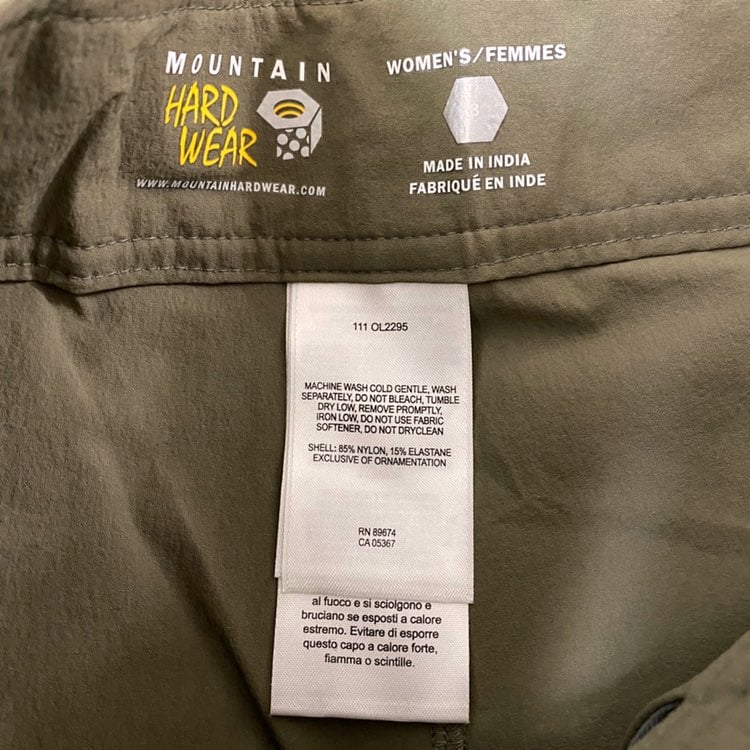 MOUNTAIN
HARD
WEAR
WWW.MOUNTAINHARDWEAR.COM
WOMEN'S/FEMMES
8
MADE IN INDIA
FABRIQUÉ EN INDE
111 OL2295
MACHINE WASH COLD GENTLE, WASH
SEPARATELY, DO NOT BLEACH, TUMBLE
DRY LOW, REMOVE PROMPTLY,
IRON LOW, DO NOT USE FABRIC
SOFTENER, DO NOT DRYCLEAN
SHELL: 85% NYLON, 15% ELASTANE
EXCLUSIVE OF ORNAMENTATION
RN 89674
CA 05367
al fuoco e si sciolgono e
bruciano se esposti a calore
estremo. Evitare di esporre
questo capo a calore forte,
fiamma o scintille.